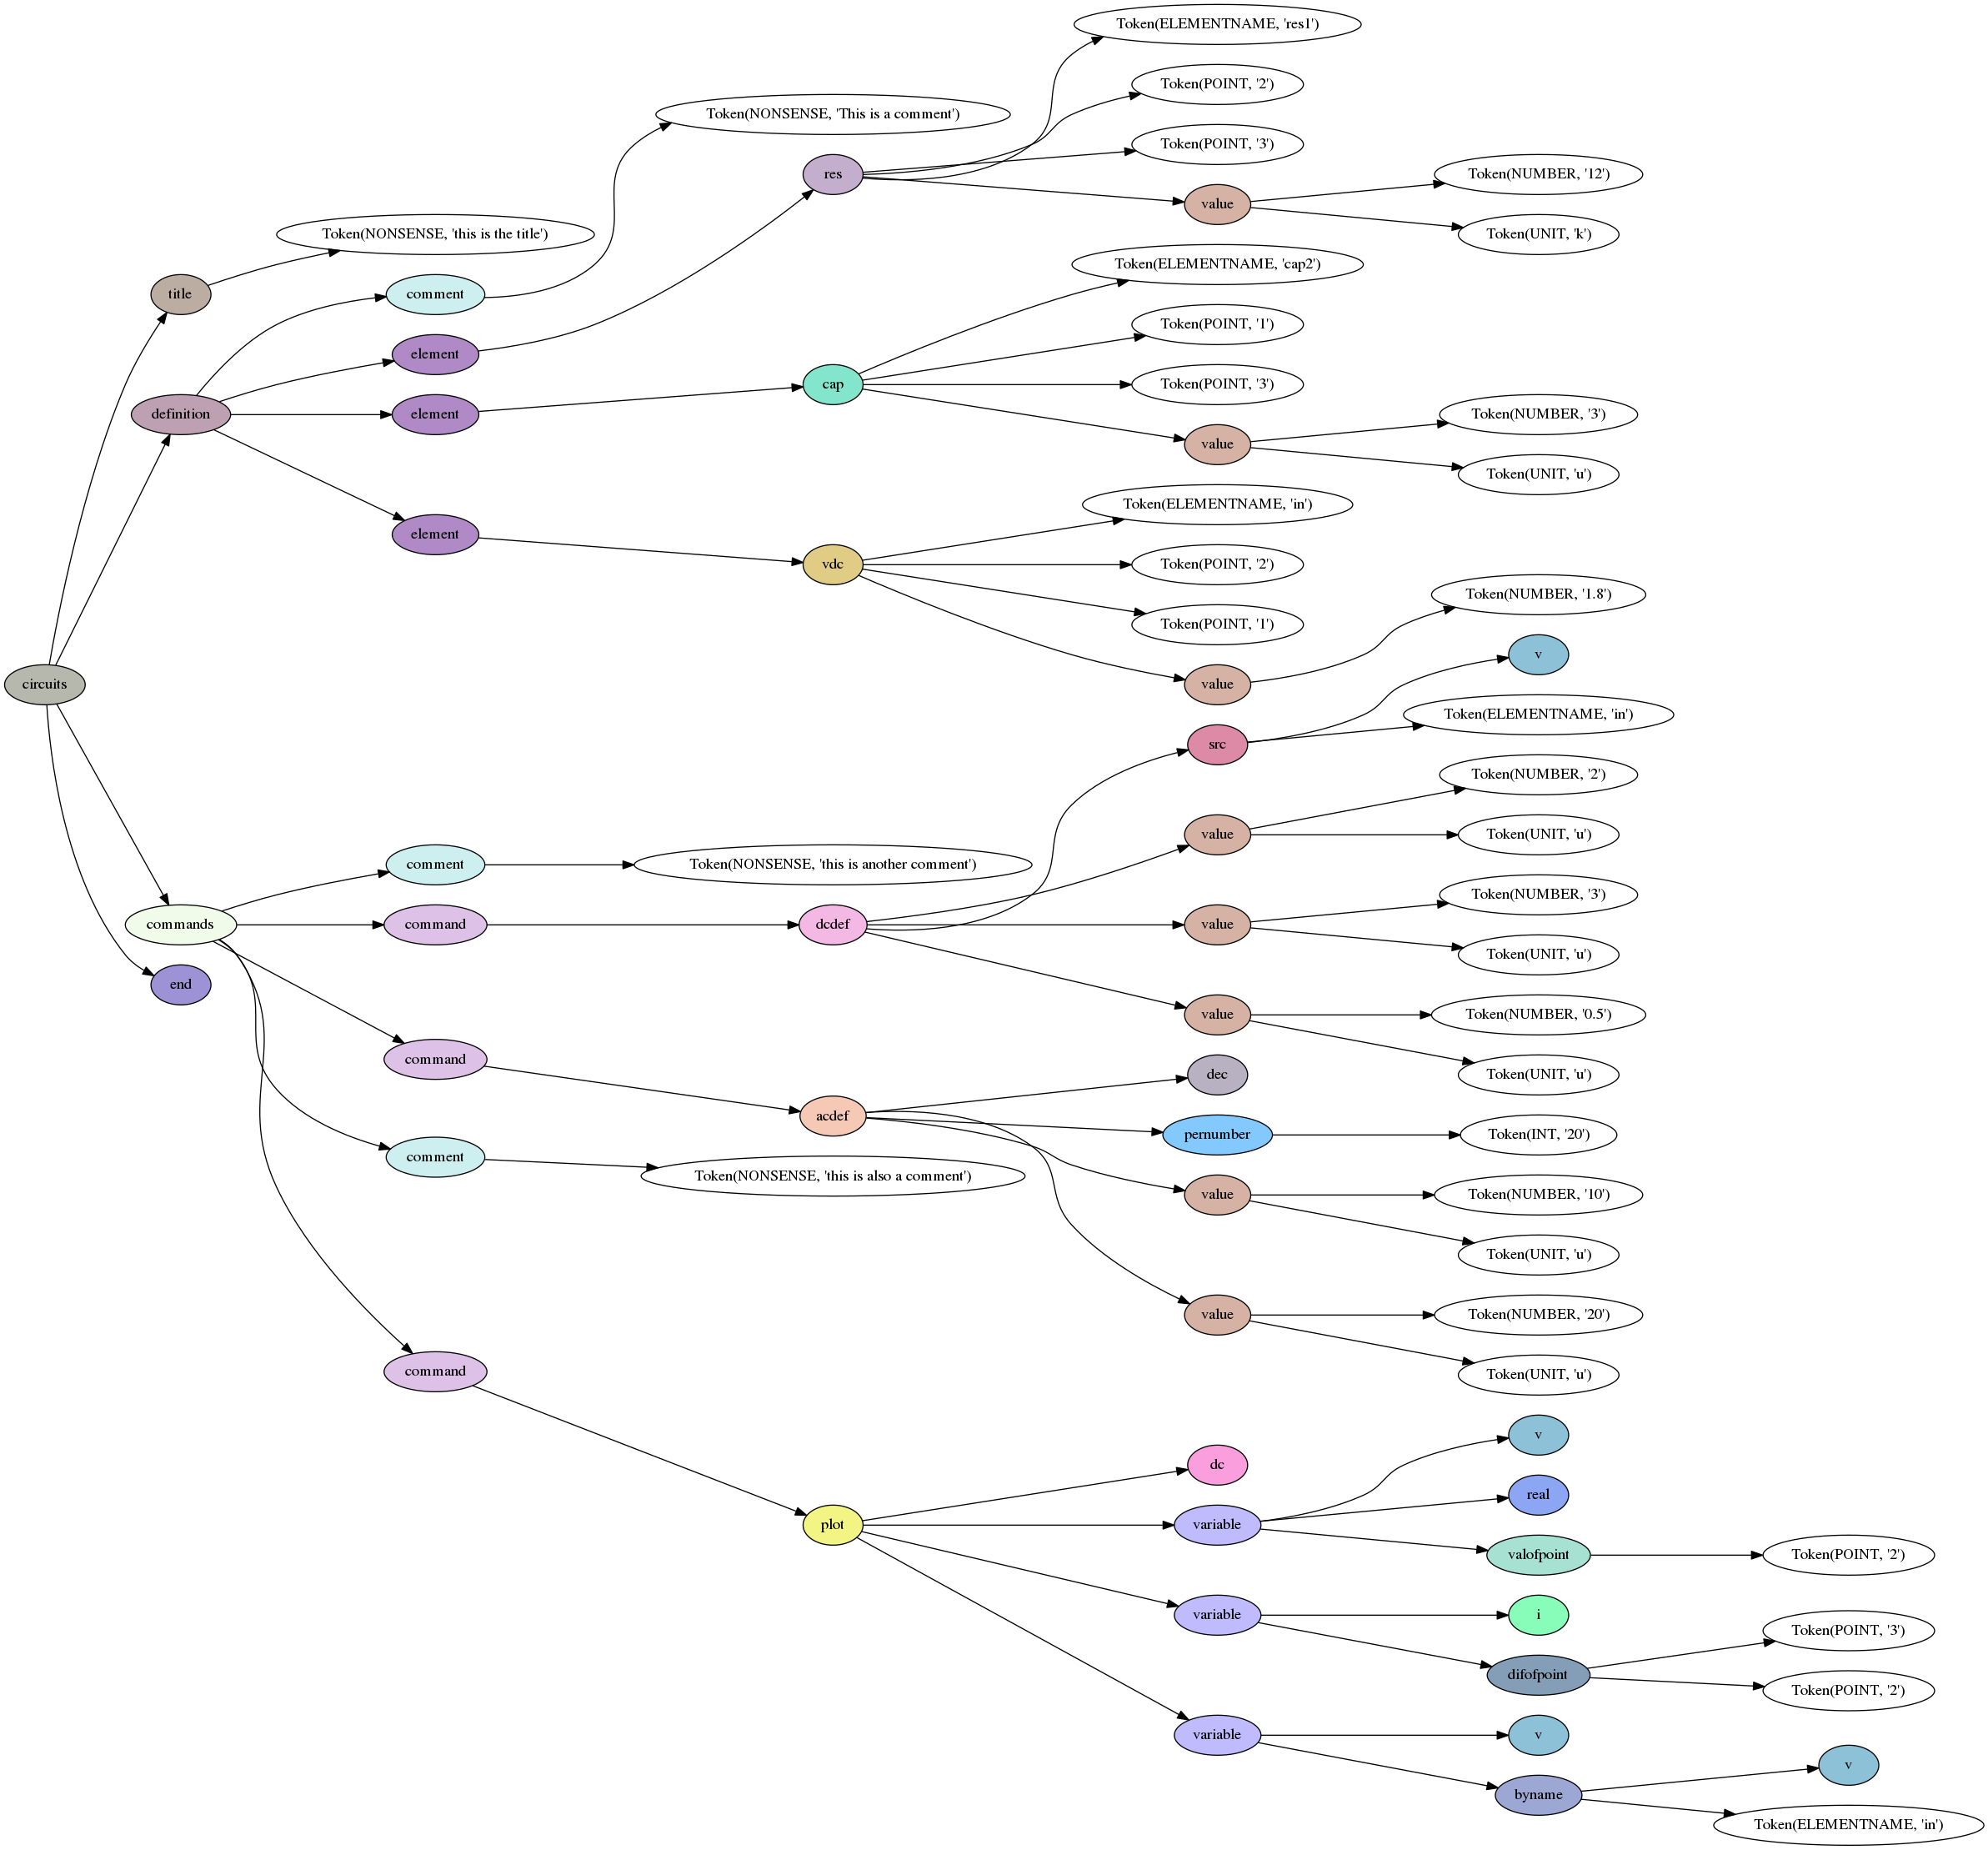 circuits
title
Token(NONSENSE, 'this is the title')
definition
comment
Token(NONSENSE, 'This is a comment')
element
res
Token(ELEMENTNAME, 'res1')
Token(POINT, '2')
Token(POINT, '3')
value
Token(NUMBER, '12')
Token(UNIT, 'k')
element
cap
Token(ELEMENTNAME, 'cap2')
Token(POINT, '1')
Token(POINT, '3')
value
Token(NUMBER, '3')
Token(UNIT, 'u')
element
vdc
Token(ELEMENTNAME, 'in')
Token(POINT, '2')
Token(POINT, '1')
value
Token(NUMBER, '1.8')
commands
comment
Token(NONSENSE, 'this is another comment')
command
dcdef
src
v
Token(ELEMENTNAME, 'in')
value
Token(NUMBER, '2')
Token(UNIT, 'u')
value
Token(NUMBER, '3')
Token(UNIT, 'u')
value
Token(NUMBER, '0.5')
Token(UNIT, 'u')
command
acdef
dec
pernumber
Token(INT, '20')
value
Token(NUMBER, '10')
Token(UNIT, 'u')
value
Token(NUMBER, '20')
Token(UNIT, 'u')
comment
Token(NONSENSE, 'this is also a comment')
command
plot
dc
variable
v
real
valofpoint
Token(POINT, '2')
variable
i
difofpoint
Token(POINT, '3')
Token(POINT, '2')
variable
v
byname
v
Token(ELEMENTNAME, 'in')
end